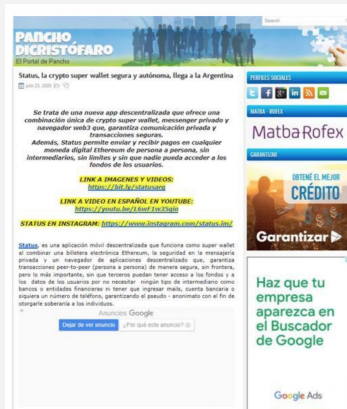 Search
PANCHO
DICRISTÓFARO
El Portal de Pancho
Status, la crypto super wallet segura y autónoma, llega a la Argentina
Se trata de una nueva app descentralizada que ofrece una
combinación única de crypto super wallet, messenger privado y
navegador web3 que, garantiza comunicación privada y
transacciones seguras.
Además, Status permite enviar y recibir pagos en cualquier
moneda digital Ethereum de persona a persona, sin
intermediarios, sin límites y sin que nadie pueda acceder a los
fondos de los usuarios.
LINK A IMAGENES Y VIDEOS:
https://bit.ly/statusarg
LINK A VIDEO EN ESPAÑOL EN YOUTUBE:
STATUS EN INSTAGRAM: https://www.instagram.com/status.im/
Status, es una aplicación móvil descentralizada que funciona como super wallet
al combinar una billetera cripto Ethereum, la seguridad en la mensajería
privada y un navegador de aplicaciones descentralizado que, garantiza
transacciones peer-to-peer (persona a persona) de manera segura, sin frontera,
pero lo más importante, sin que terceros puedan tener acceso a los fondos y a
los datos de los usuarios por no necesitar ningún tipo de intermediario como
bancos o entidades financieras ni tener que ingresar mails, cuenta bancaria o
siquiera un número de teléfono, garantizando el pseudo - anonimato con el fin de
otorgarle soberanía a los individuos.
Anuncios Google
Dejar de ver anuncio
¿Por qué este anuncio?
PERFILES SOCIALES
MATBA - ROFEX
Matba Rofex
GARANTIZAR
OBTENÉ EL MEJOR
CRÉDITO
Garantizar
Haz que tu
empresa
aparezca en
el Buscador
de Google
Google Ads